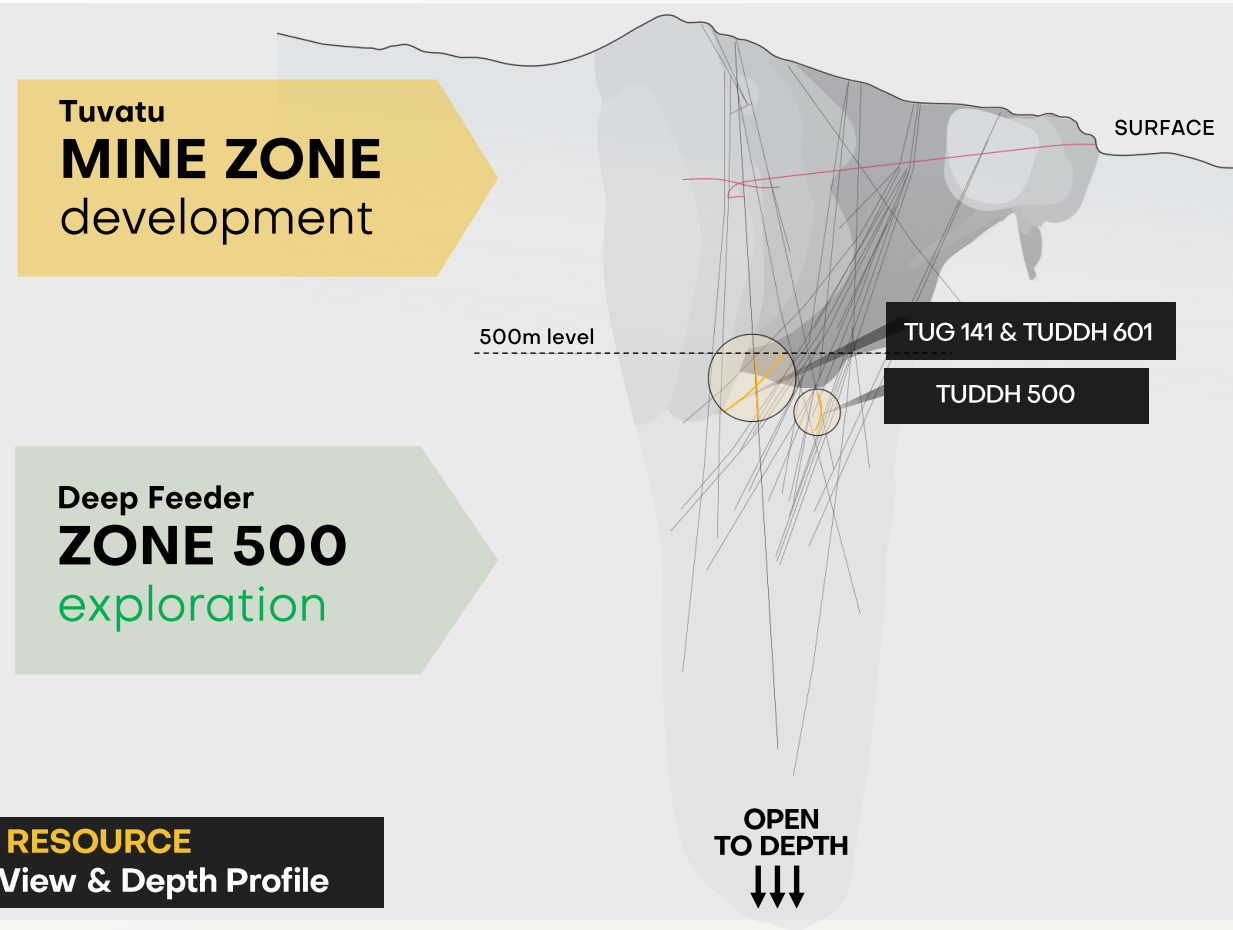 Tuvatu
MINE ZONE
development
SURFACE
500m level
TUG 141 & TUDDH 601
TUDDH 500
Deep Feeder
ZONE 500
exploration
OPEN
TO DEPTH
RESOURCE
View & Depth Profile